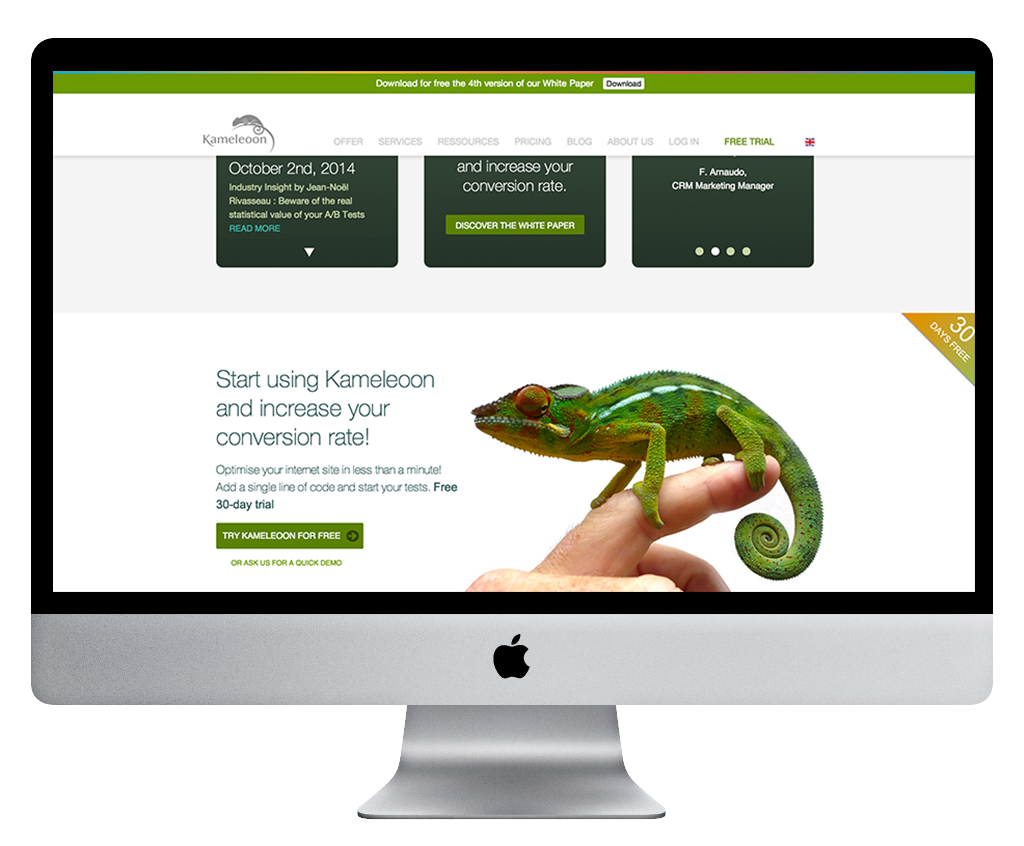 Download for free the 4th version of our White Paper Download
Kameleoon
OFFER SERVICES RESSOURCES PRICING BLOG ABOUT US LOG IN FREE TRIAL
October 2nd, 2014
Industry Insight by Jean-Noël
Rivasseau : Beware of the real
statistical value of your A/B Tests
READ MORE
and increase your
conversion rate.
DISCOVER THE WHITE PAPER
F. Arnaudo,
CRM Marketing Manager
30
DAYS FREE
Start using Kameleoon
and increase your
conversion rate!
Optimise your internet site in less than a minute!
Add a single line of code and start your tests. Free
30-day trial
TRY KAMELEOON FOR FREE
OR ASK US FOR A QUICK DEMO